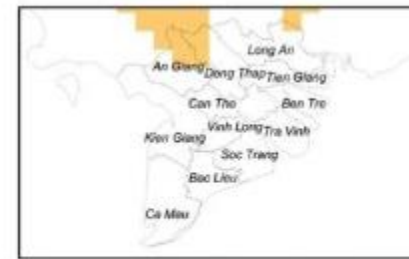 Long An
An Giang Dong Thap Tien Giang
Can Tho Ben Tre
Vinh Long Tra Vinh
Kien Giang
Soc Trang
Bac Lieu
Ca Mau